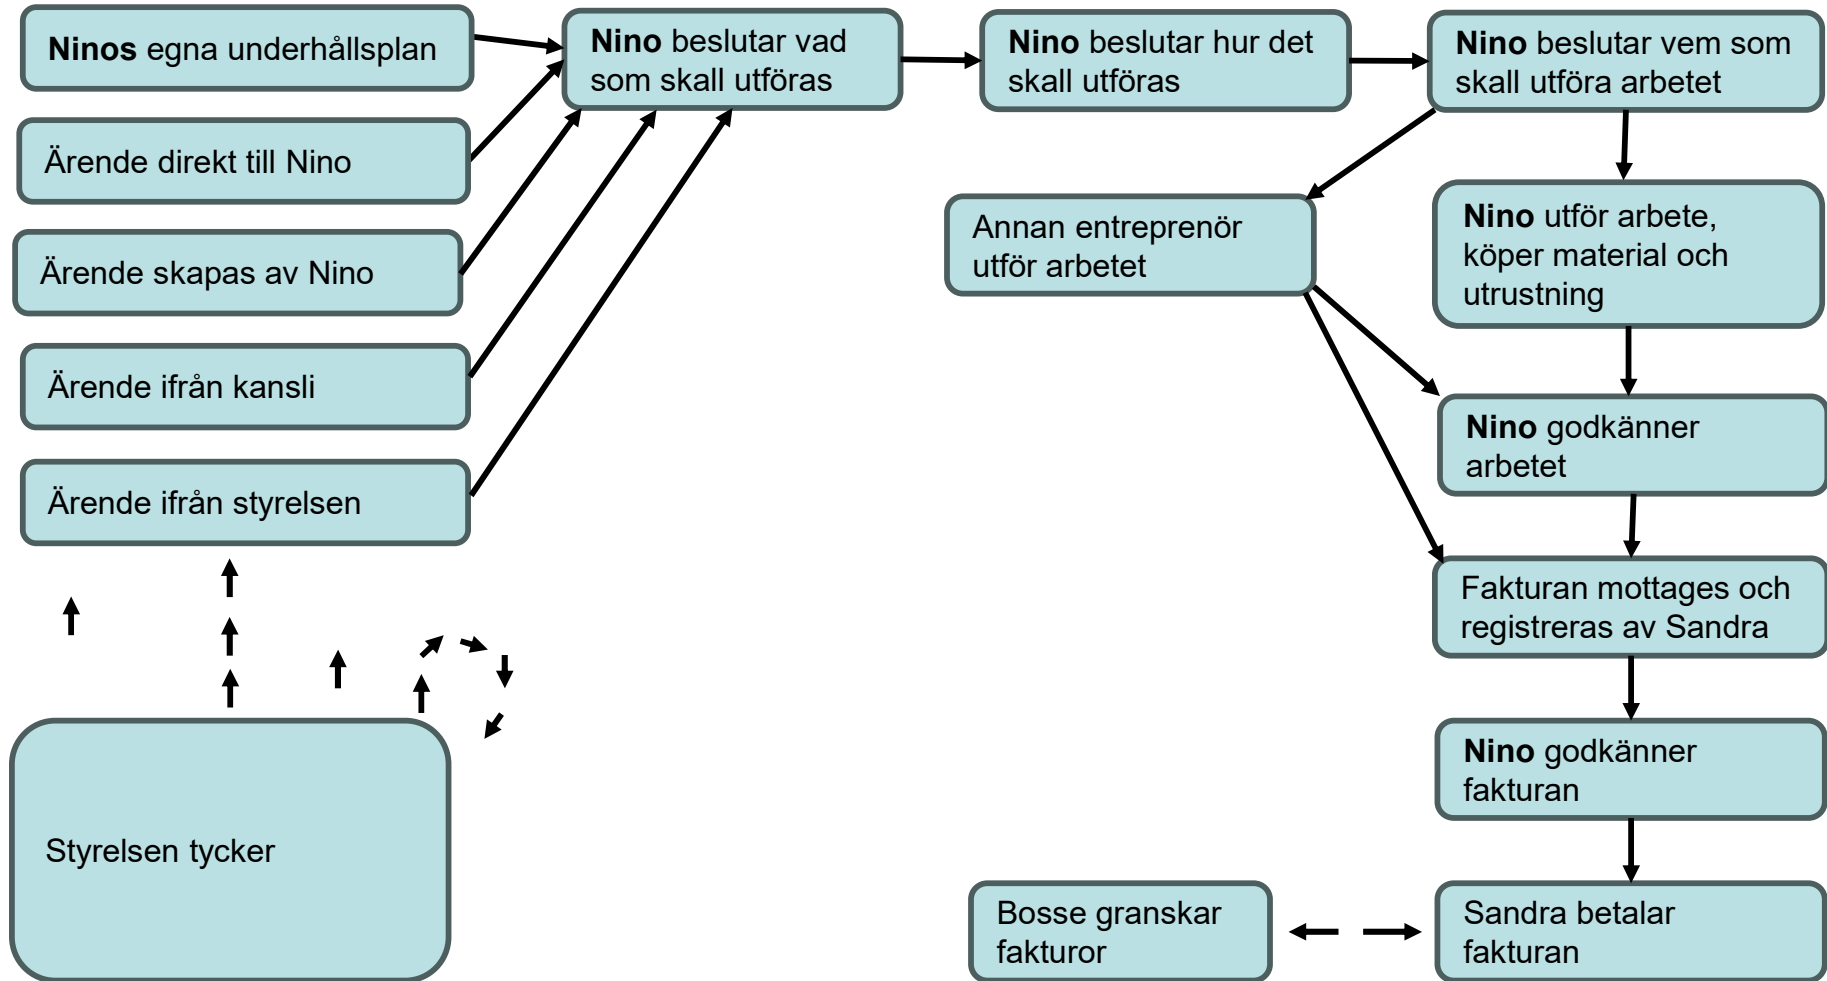 Ninos egna underhållsplan
Ärende direkt till Nino
Ärende skapas av Nino
Ärende ifrån kansli
Ärende ifrån styrelsen
Styrelsen tycker
Nino beslutar vad
som skall utföras
Nino beslutar hur det
skall utföras
Nino beslutar vem som
skall utföra arbetet
Annan entreprenör
utför arbetet
Nino utför arbete,
köper material och
utrustning
Nino godkänner
arbetet
Fakturan mottages och
registreras av Sandra
Nino godkänner
fakturan
Bosse granskar
fakturor
Sandra betalar
fakturan